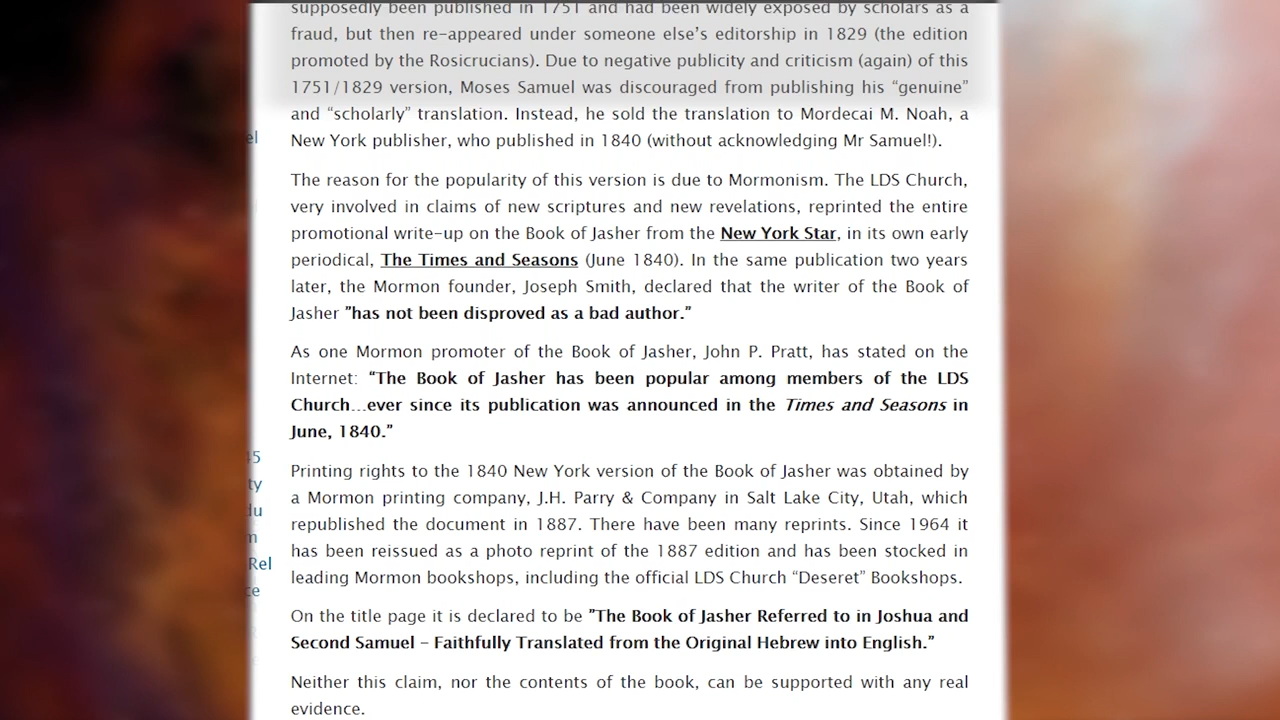 supposedly been published in 1751 and had been widely exposed by scholars as a
fraud, but then re-appeared under someone else's editorship in 1829 (the edition
promoted by the Rosicrucians). Due to negative publicity and criticism (again) of this
1751/1829 version, Moses Samuel was discouraged from publishing his “genuine”
and “scholarly” translation. Instead, he sold the translation to Mordecai M. Noah, a
New York publisher, who published in 1840 (without acknowledging Mr Samuel!).
The reason for the popularity of this version is due to Mormonism. The LDS Church,
very involved in claims of new scriptures and new revelations, reprinted the entire
promotional write-up on the Book of Jasher from the New York Star, in its own early
periodical, The Times and Seasons (June 1840). In the same publication two years
later, the Mormon founder, Joseph Smith, declared that the writer of the Book of
Jasher ”has not been disproved as a bad author.”
As one Mormon promoter of the Book of Jasher, John P. Pratt, has stated on the
Internet: “The Book of Jasher has been popular among members of the LDS
Church…ever since its publication was announced in the Times and Seasons in
June, 1840.”
Printing rights to the 1840 New York version of the Book of Jasher was obtained by
a Mormon printing company, J.H. Parry & Company in Salt Lake City, Utah, which
republished the document in 1887. There have been many reprints. Since 1964 it
has been reissued as a photo reprint of the 1887 edition and has been stocked in
leading Mormon bookshops, including the official LDS Church “Deseret” Bookshops.
On the title page it is declared to be ”The Book of Jasher Referred to in Joshua and
Second Samuel – Faithfully Translated from the Original Hebrew into English.”
Neither this claim, nor the contents of the book, can be supported with any real
evidence.